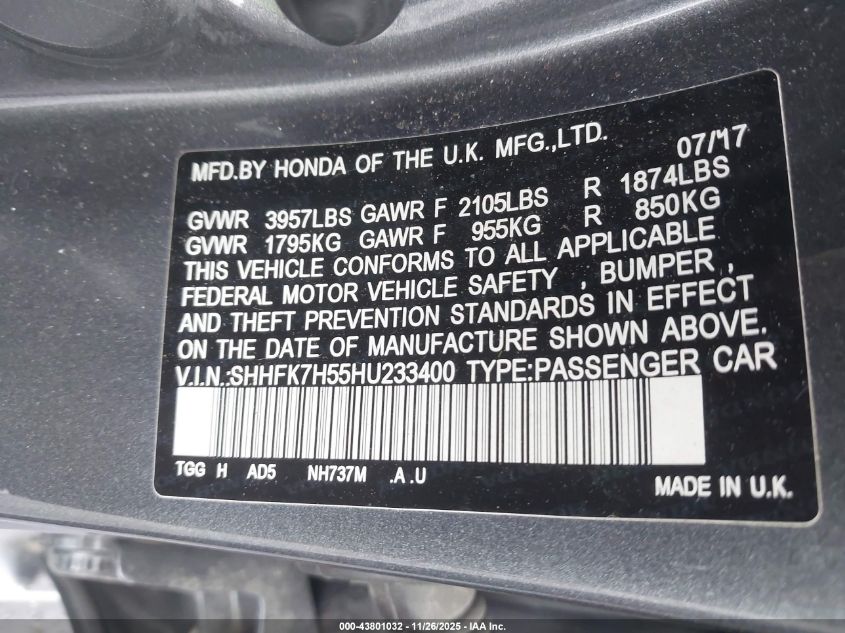 MFD.BY HONDA OF THE U.K. MFG.,LTD. 07/17
GVWR 3957LBS GAWR F 2105LBS R 1874LBS
GVWR 1795KG GAWR F 955KG R 850KG
THIS VEHICLE CONFORMS TO ALL APPLICABLE
FEDERAL MOTOR VEHICLE SAFETY , BUMPER ,
AND THEFT PREVENTION STANDARDS IN EFFECT
ON THE DATE OF MANUFACTURE SHOWN ABOVE.
V.I.N.:SHHFK7H55HU233400 TYPE:PASSENGER CAR
TGG H AD5 NH737M .A .U
MADE IN U.K.
000-43801032 - 11/26/2025 - IAA Inc.